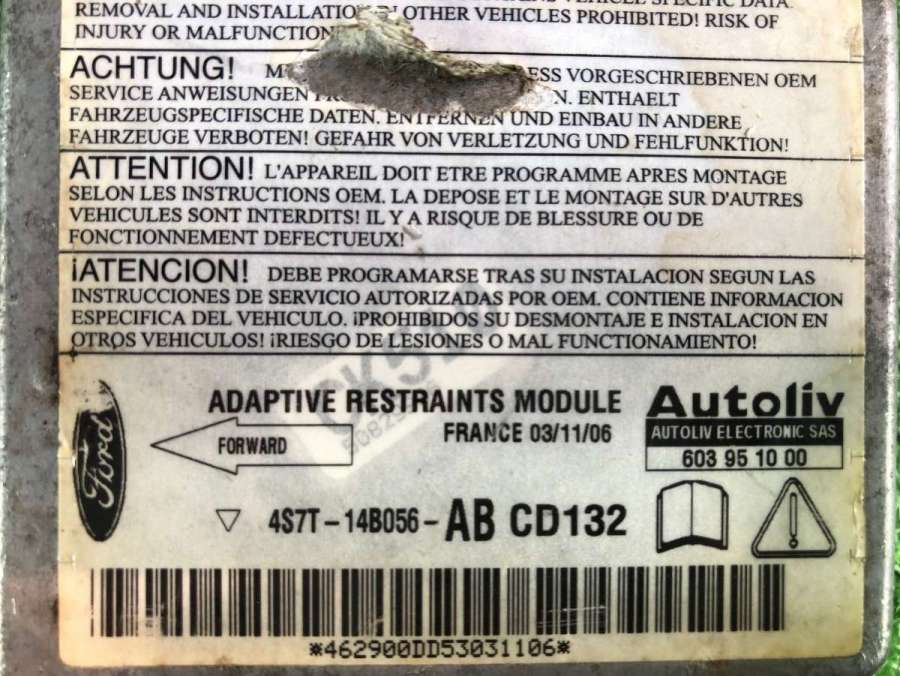 VEHICLE SPECIFIC DATA.
REMOVAL AND INSTALLATION IN OTHER VEHICLES PROHIBITED! RISK OF
INJURY OR MALFUNCTION
ACHTUNG! VORGESCHRIEBENEN OEM
SERVICE ANWEISUNGEN ENTHAELT
FAHRZEUGSPECIFISCHE DATEN. ENTFERNEN UND EINBAU IN ANDERE
FAHRZEUGE VERBOTEN! GEFAHR VON VERLETZUNG UND FEHLFUNKTION!
ATTENTION! L'APPAREIL DOIT ETRE PROGRAMME APRES MONTAGE
SELON LES INSTRUCTIONS OEM. LA DEPOSE ET LE MONTAGE SUR D'AUTRES
VEHICULES SONT INTERDITS! IL Y A RISQUE DE BLESSURE OU DE
FONCTIONNEMENT DEFECTUEUX!
¡ATENCION! DEBE PROGRAMARSE TRAS SU INSTALACION SEGUN LAS
INSTRUCCIONES DE SERVICIO AUTORIZADAS POR OEM. CONTIENE INFORMACION
ESPECIFICA DEL VEHICULO. ¡PROHIBIDOS SU DESMONTAJE E INSTALACION EN
OTROS VEHICULOS! ¡RIESGO DE LESIONES O MAL FUNCTIONAMIENTO!
Ford
ADAPTIVE RESTRAINTS MODULE
FORWARD
FRANCE 03/11/06
Autoliv
AUTOLIV ELECTRONIC SAS
603 95 10 00
4S7T-14B056-AB CD132
*462900DD53031106*